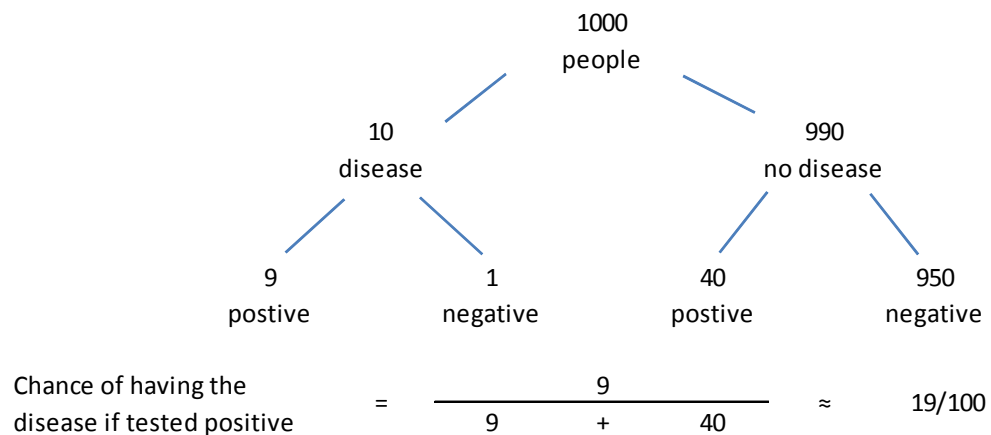 1000
people
10 990
disease no disease
9 1 40 950
postive negative postive negative
Chance of having the
disease if tested positive
=
9
9 + 40
≈ 19/100